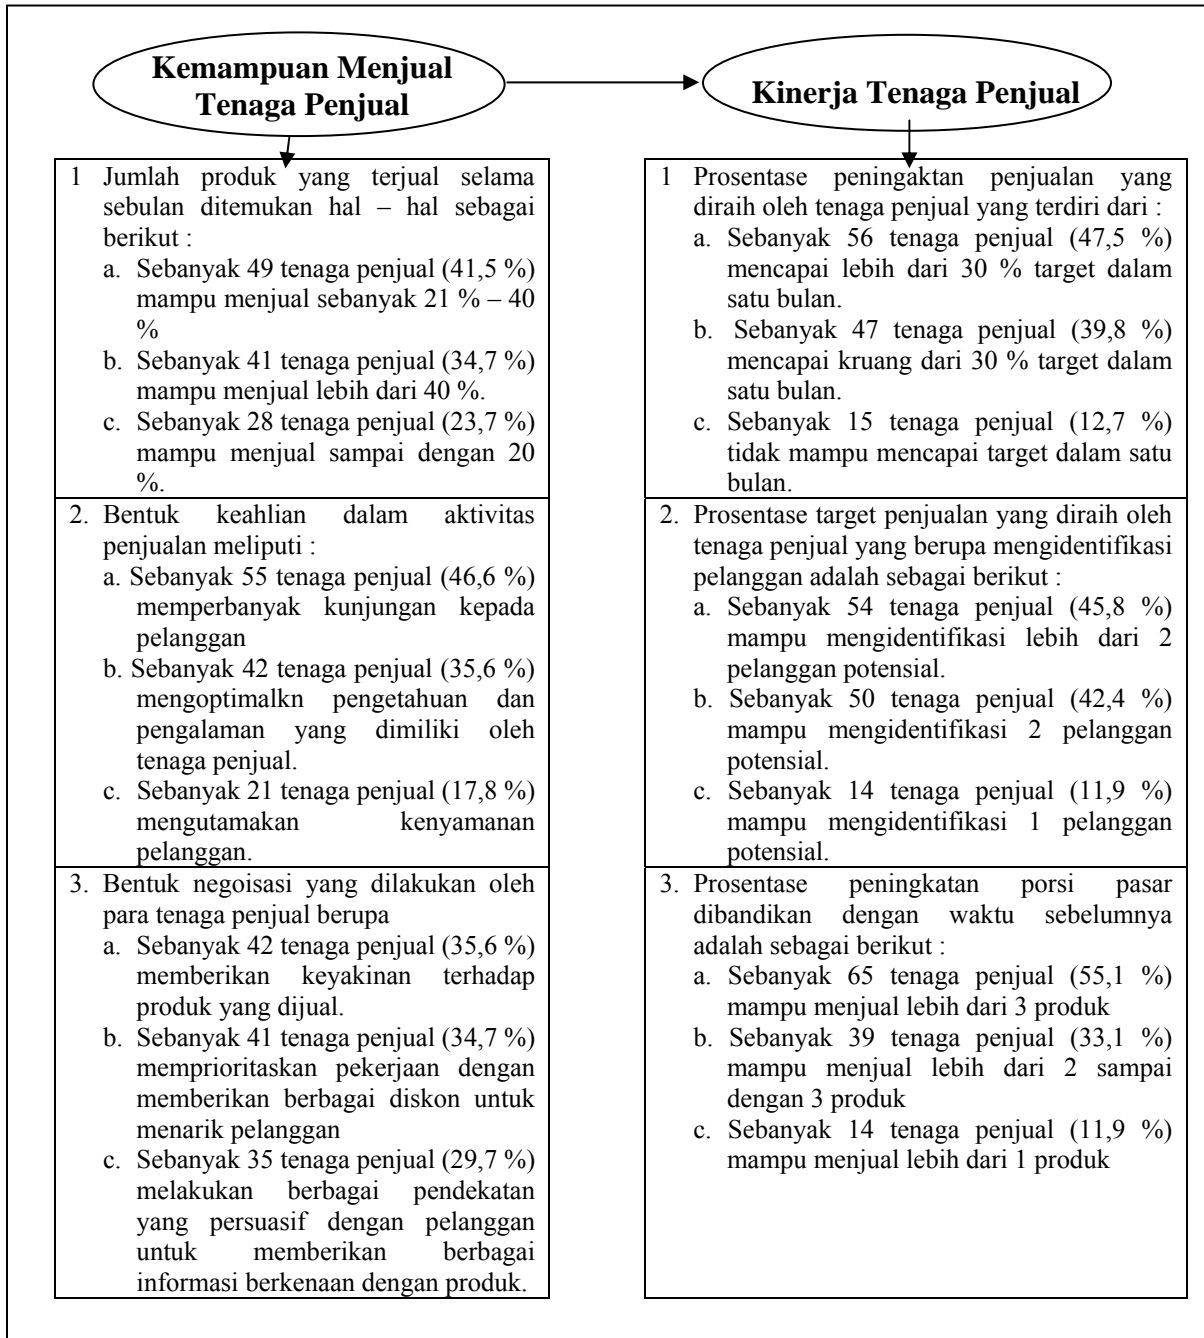 Kemampuan Menjual
Tenaga Penjual
Kinerja Tenaga Penjual
1 Jumlah produk yang terjual selama
sebulan ditemukan hal – hal sebagai
berikut :
a. Sebanyak 49 tenaga penjual (41,5 %)
mampu menjual sebanyak 21 % – 40
%
b. Sebanyak 41 tenaga penjual (34,7 %)
mampu menjual lebih dari 40 %.
c. Sebanyak 28 tenaga penjual (23,7 %)
mampu menjual sampai dengan 20
%.
2. Bentuk keahlian dalam aktivitas
penjualan meliputi :
a. Sebanyak 55 tenaga penjual (46,6 %)
memperbanyak kunjungan kepada
pelanggan
b. Sebanyak 42 tenaga penjual (35,6 %)
mengoptimalkn pengetahuan dan
pengalaman yang dimiliki oleh
tenaga penjual.
c. Sebanyak 21 tenaga penjual (17,8 %)
mengutamakan kenyamanan
pelanggan.
3. Bentuk negoisasi yang dilakukan oleh
para tenaga penjual berupa
a. Sebanyak 42 tenaga penjual (35,6 %)
memberikan keyakinan terhadap
produk yang dijual.
b. Sebanyak 41 tenaga penjual (34,7 %)
memprioritaskan pekerjaan dengan
memberikan berbagai diskon untuk
menarik pelanggan
c. Sebanyak 35 tenaga penjual (29,7 %)
melakukan berbagai pendekatan
yang persuasif dengan pelanggan
untuk memberikan berbagai
informasi berkenaan dengan produk.
1 Prosentase peningaktan penjualan yang
diraih oleh tenaga penjual yang terdiri dari :
a. Sebanyak 56 tenaga penjual (47,5 %)
mencapai lebih dari 30 % target dalam
satu bulan.
b. Sebanyak 47 tenaga penjual (39,8 %)
mencapai kruang dari 30 % target dalam
satu bulan.
c. Sebanyak 15 tenaga penjual (12,7 %)
tidak mampu mencapai target dalam satu
bulan.
2. Prosentase target penjualan yang diraih oleh
tenaga penjual yang berupa mengidentifikasi
pelanggan adalah sebagai berikut :
a. Sebanyak 54 tenaga penjual (45,8 %)
mampu mengidentifikasi lebih dari 2
pelanggan potensial.
b. Sebanyak 50 tenaga penjual (42,4 %)
mampu mengidentifikasi 2 pelanggan
potensial.
c. Sebanyak 14 tenaga penjual (11,9 %)
mampu mengidentifikasi 1 pelanggan
potensial.
3. Prosentase peningkatan porsi pasar
dibandikan dengan waktu sebelumnya
adalah sebagai berikut :
a. Sebanyak 65 tenaga penjual (55,1 %)
mampu menjual lebih dari 3 produk
b. Sebanyak 39 tenaga penjual (33,1 %)
mampu menjual lebih dari 2 sampai
dengan 3 produk
c. Sebanyak 14 tenaga penjual (11,9 %)
mampu menjual lebih dari 1 produk